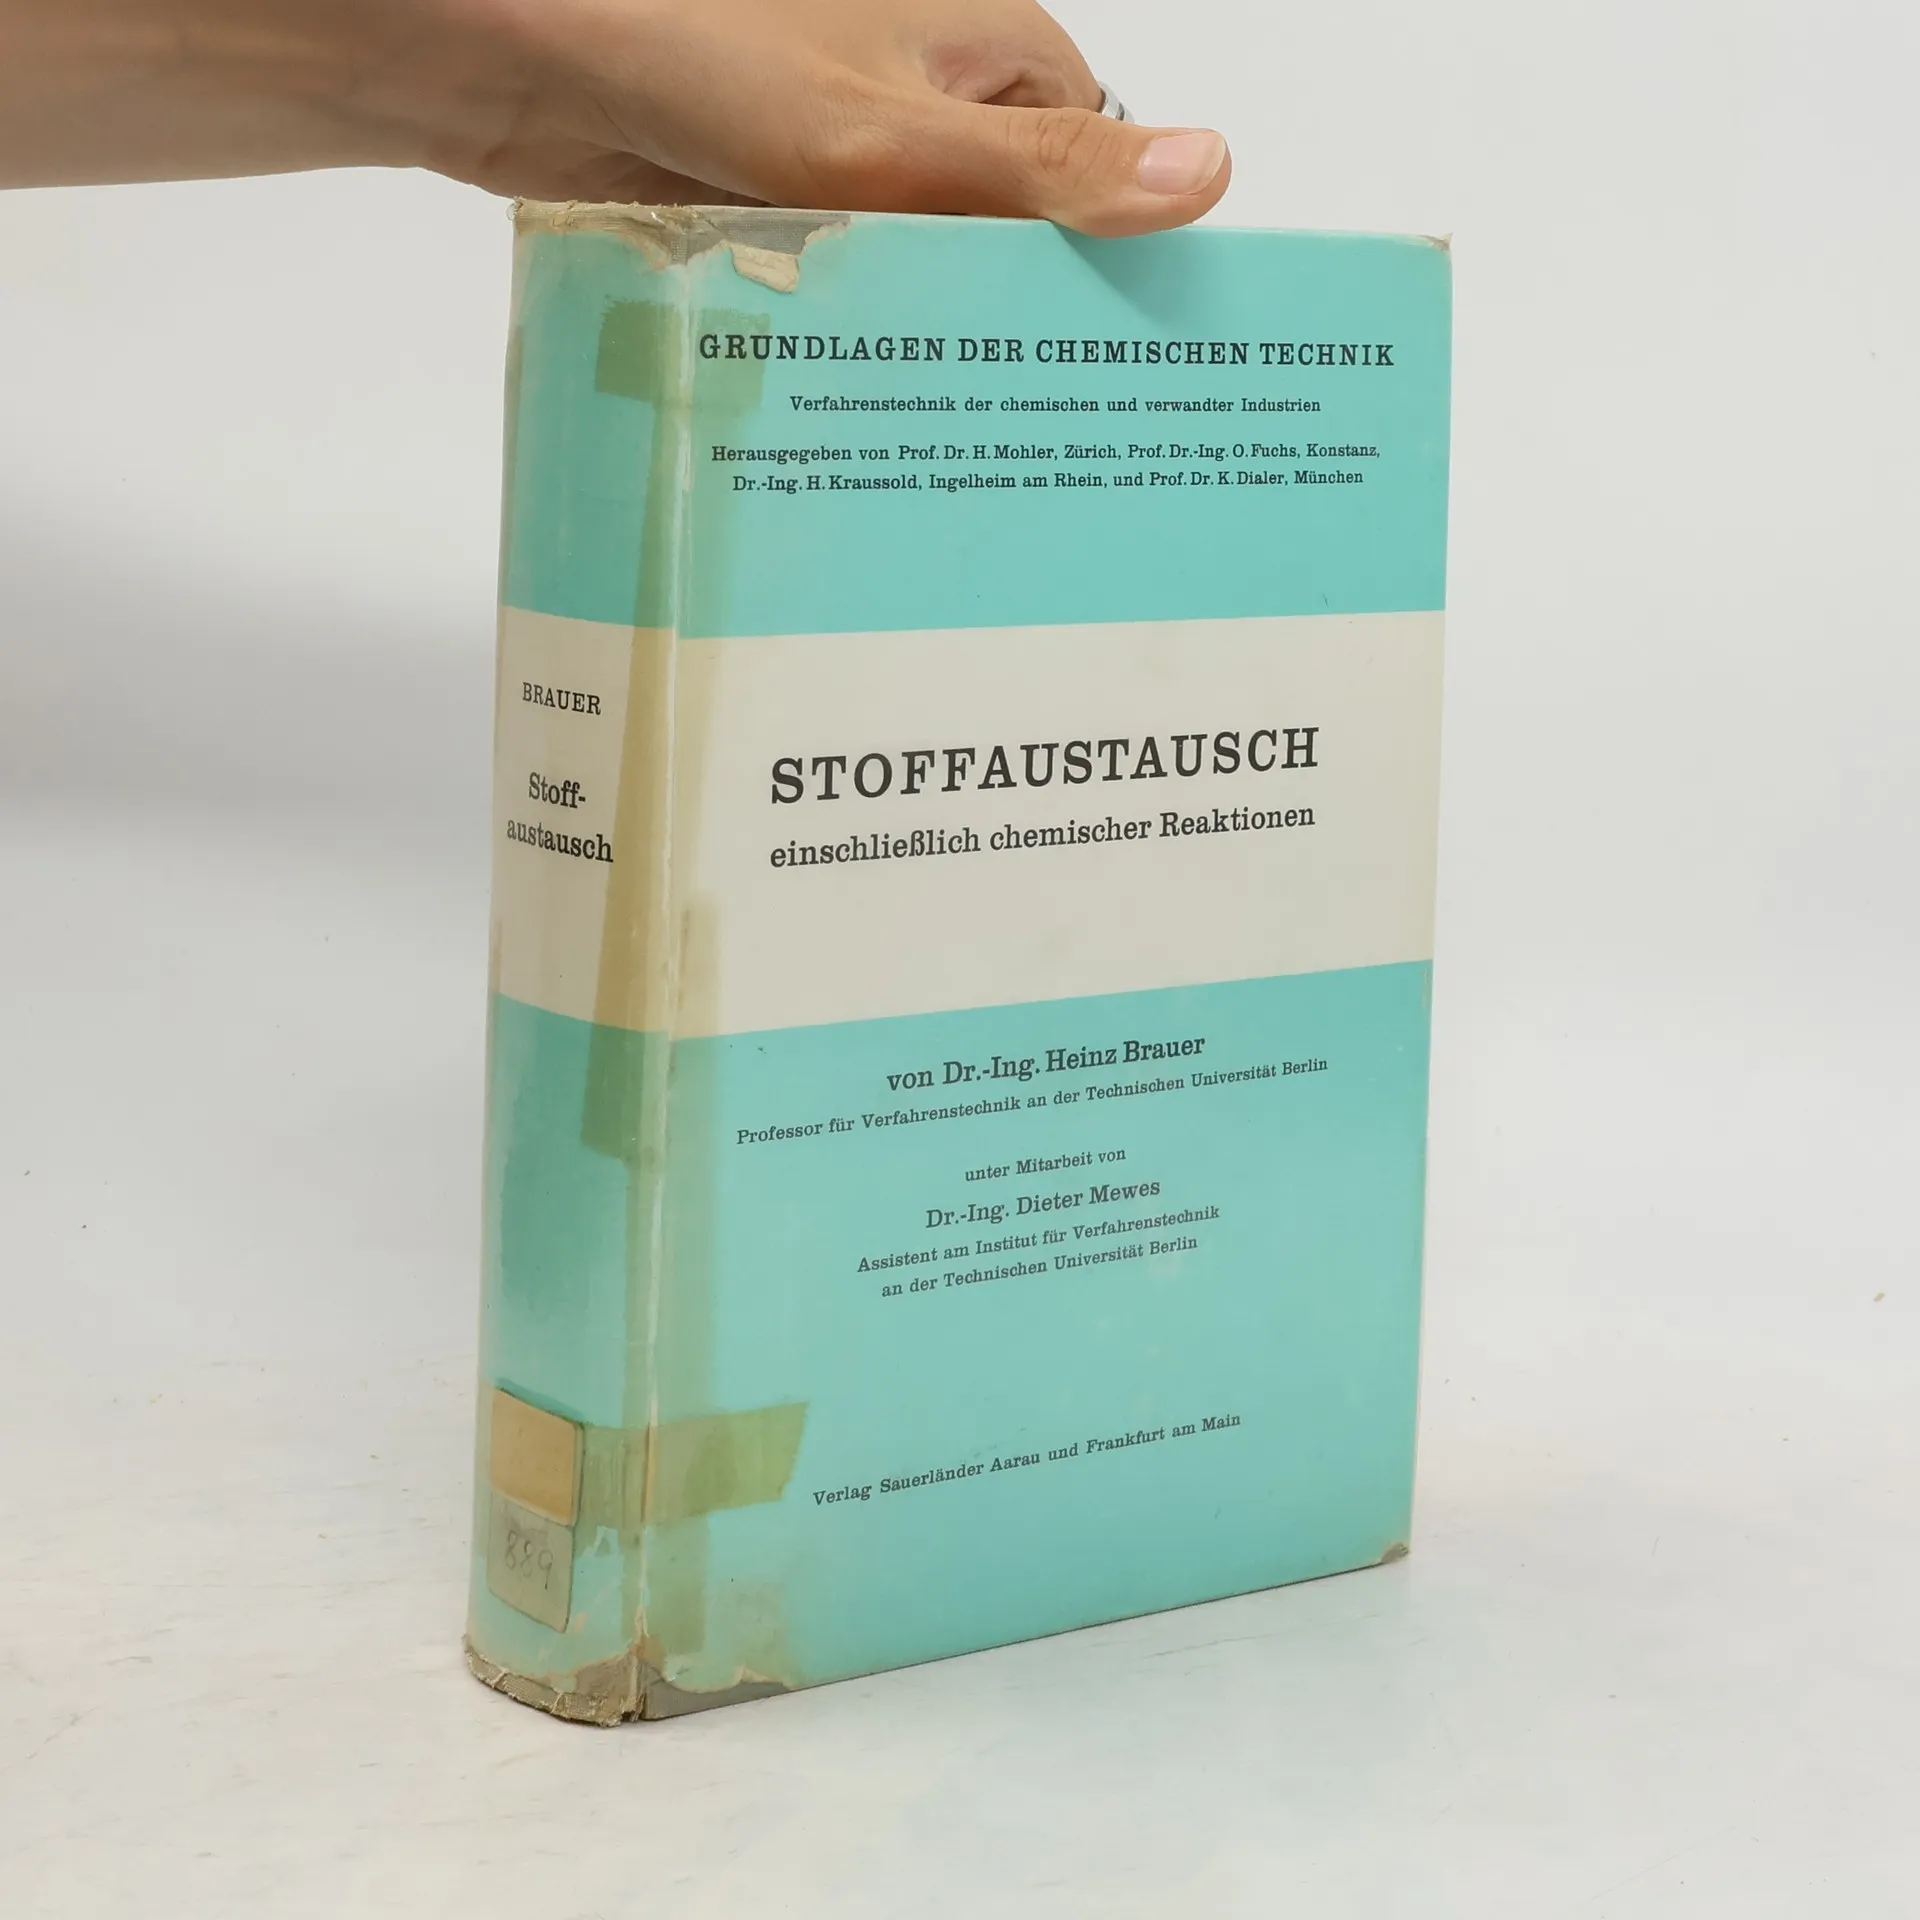 GRUNDLAGEN DER CHEMISCHEN TECHNIK
Verfahrenstechnik der chemischen und verwandter Industrien
Herausgegeben von Prof. Dr. H. Mohler, Zürich, Prof. Dr.-Ing. O. Fuchs, Konstanz,
Dr.-Ing. H. Kraussold, Ingelheim am Rhein, und Prof. Dr. K. Dialer, München
STOFFAUSTAUSCH
einschließlich chemischer Reaktionen
von Dr.-Ing. Heinz Brauer
Professor für Verfahrenstechnik an der Technischen Universität Berlin
unter Mitarbeit von
Dr.-Ing. Dieter Mewes
Assistent am Institut für Verfahrenstechnik
an der Technischen Universität Berlin
Verlag Sauerländer Aarau und Frankfurt am Main
BRAUER
Stoff-
austausch
889